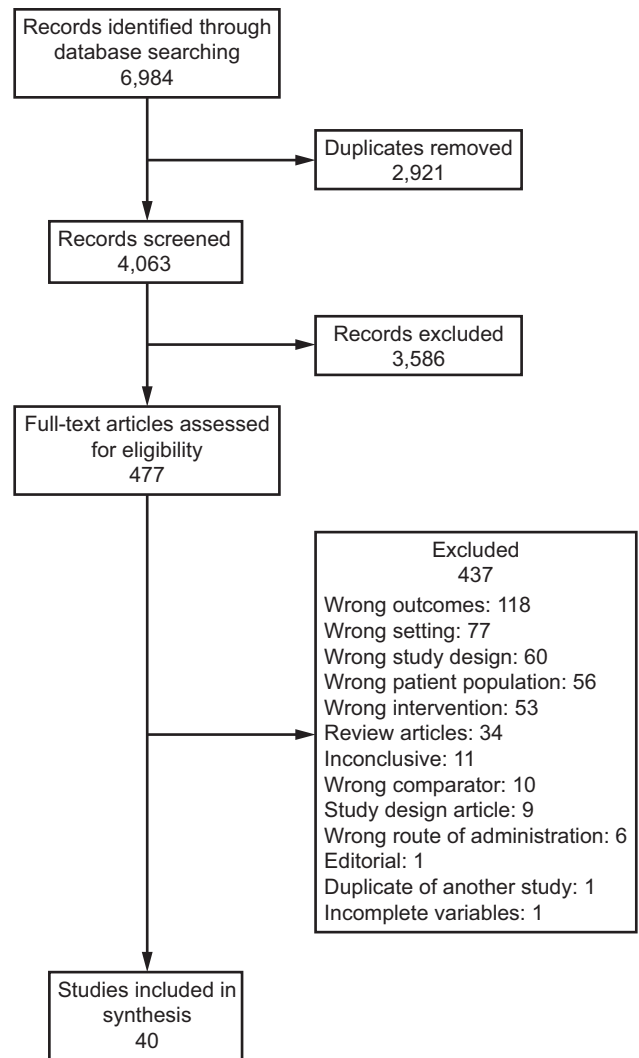 Records identified through
database searching
6,984
Duplicates removed
2,921
Records screened
4,063
Records excluded
3,586
Full-text articles assessed
for eligibility
477
Excluded
437
Wrong outcomes: 118
Wrong setting: 77
Wrong study design: 60
Wrong patient population: 56
Wrong intervention: 53
Review articles: 34
Inconclusive: 11
Wrong comparator: 10
Study design article: 9
Wrong route of administration: 6
Editorial: 1
Duplicate of another study: 1
Incomplete variables: 1
Studies included in
synthesis
40